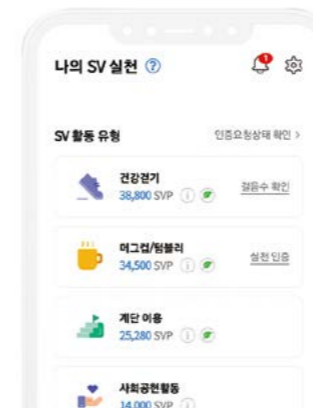 나의 SV 실천 ?
1
SV 활동 유형
인증요청상태 확인 >
건강걷기
38,800 SVP i
걸음수 확인
머그컵/텀블러
34,500 SVP i
실천 인증
계단 이용
25,280 SVP i
사회공헌활동
14,000 SVP i